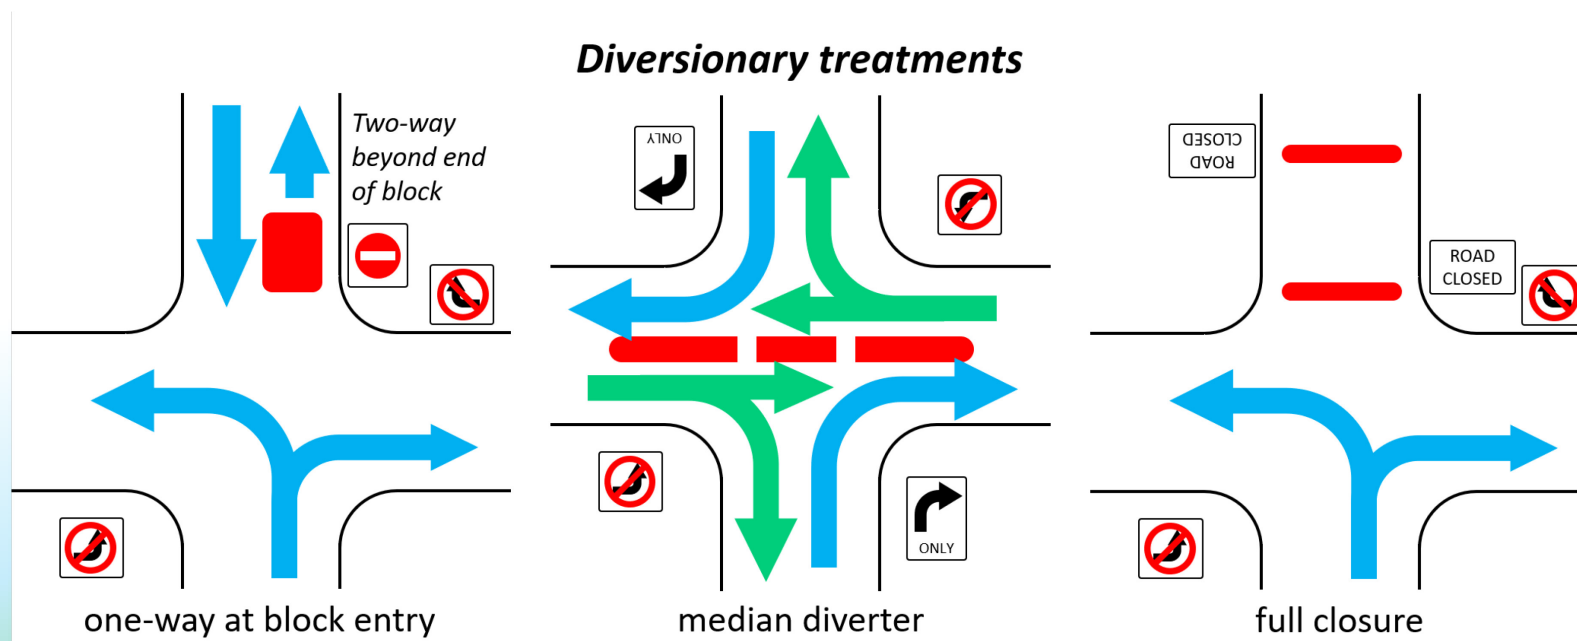 Diversionary treatments
Two-way
beyond end
of block
one-way at block entry
ONLY
ONLY
median diverter
ROAD
CLOSED
ROAD
CLOSED
full closure